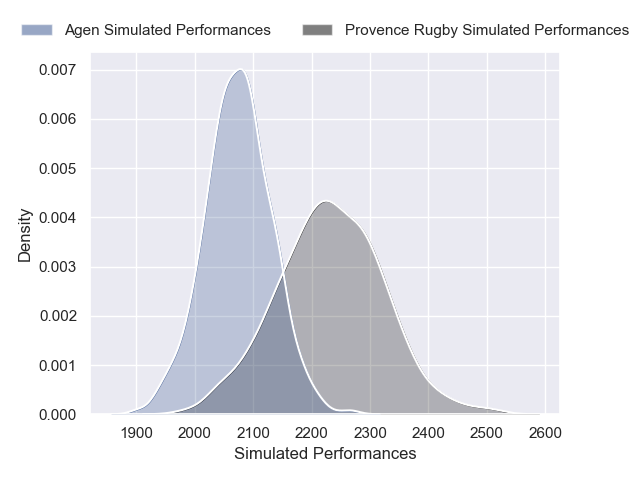 Agen Simulated Performances Provence Rugby Simulated Performances
0.007
0.006
0.005
0.004
0.003
0.002
0.001
0.000
Density
1900 2000 2100 2200 2300 2400 2500 2600
Simulated Performances